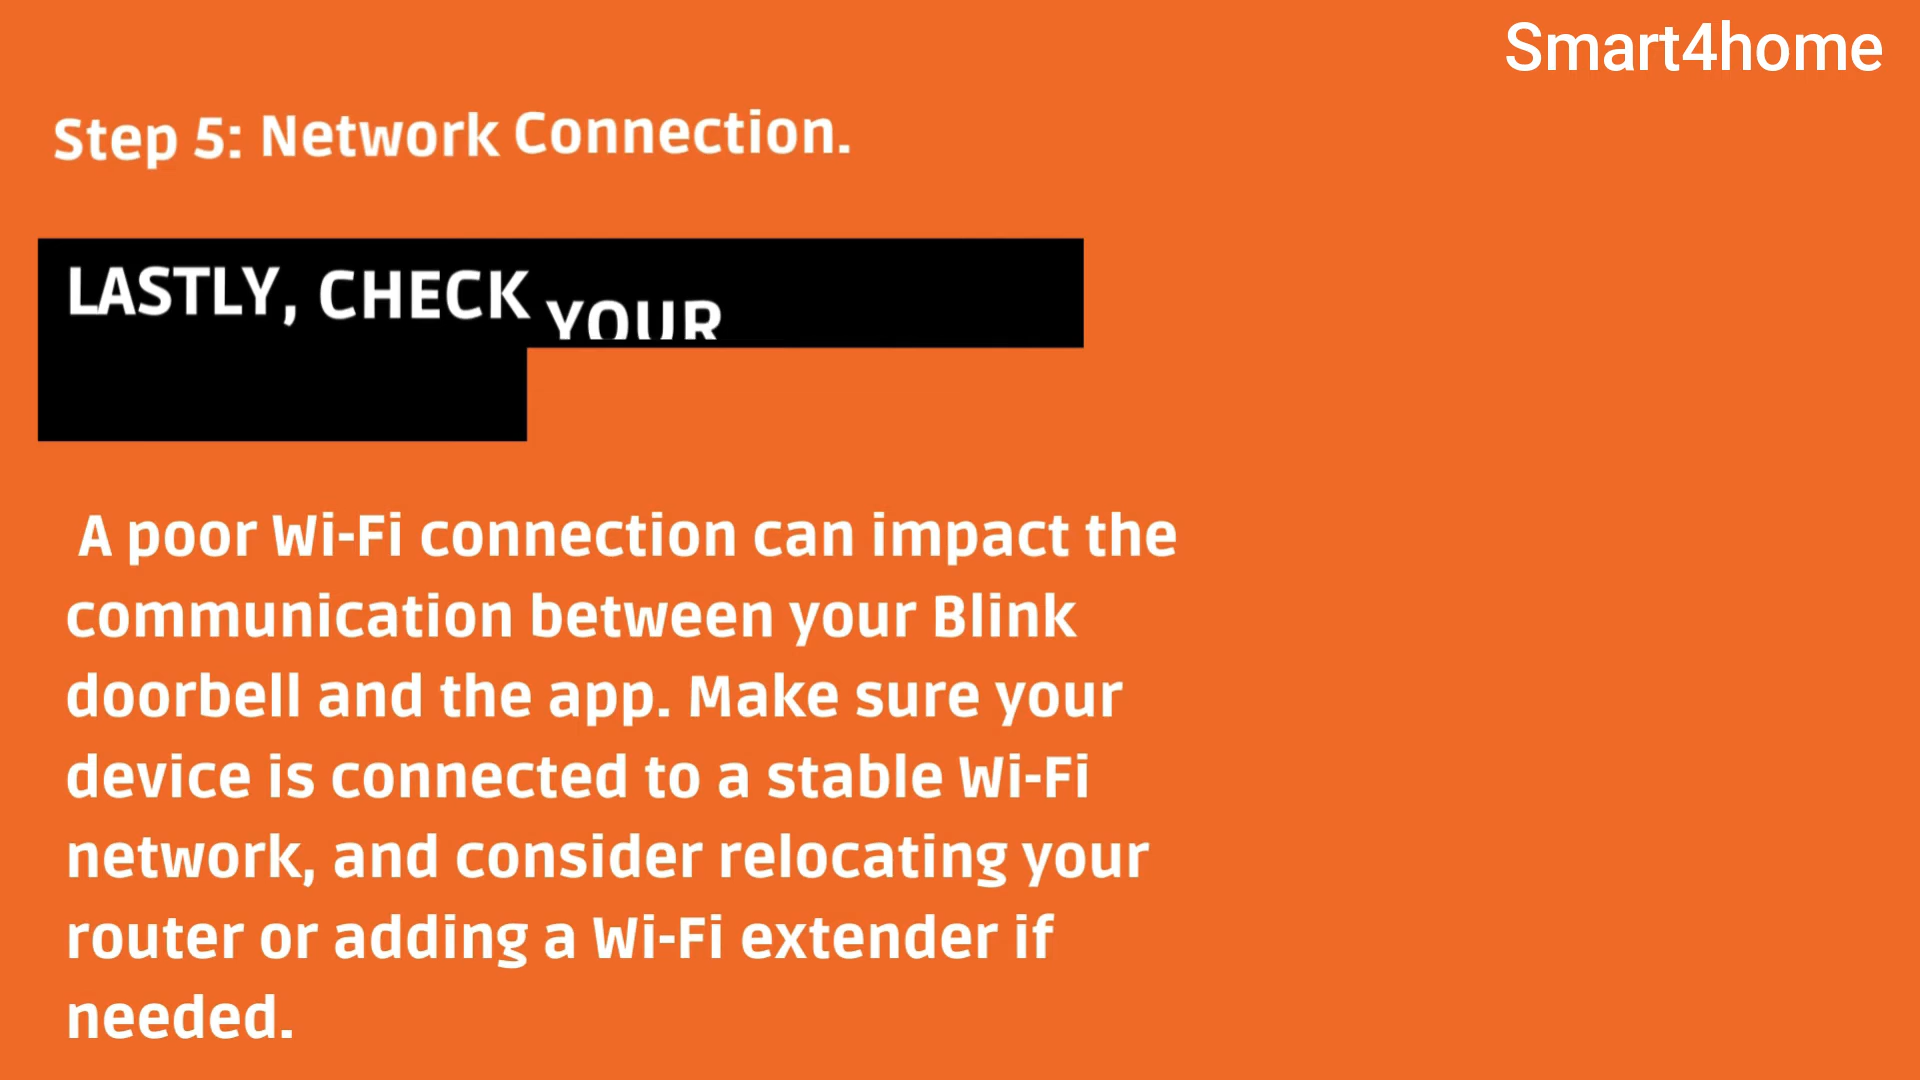 Smart4home
Step 5: Network Connection.
LASTLY, CHECK YOUR
A poor Wi-Fi connection can impact the
communication between your Blink
doorbell and the app. Make sure your
device is connected to a stable Wi-Fi
network, and consider relocating your
router or adding a Wi-Fi extender if
needed.